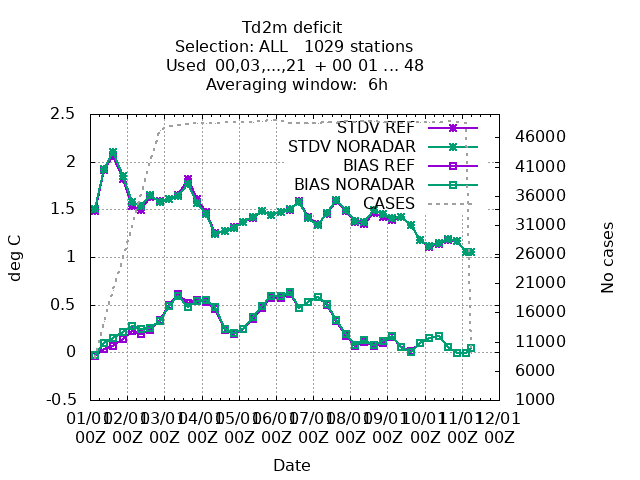 Td2m deficit
Selection: ALL   1029 stations
Used  00,03,...,21  + 00 01 ... 48
Averaging window:  6h
2.5
2
1.5
1
0.5
0
-0.5
deg C
STDV REF
STDV NORADAR
BIAS REF
BIAS NORADAR
CASES
46000
41000
36000
31000
26000
21000
16000
11000
6000
1000
No cases
01/01 02/01 03/01 04/01 05/01 06/01 07/01 08/01 09/01 10/01 11/01 12/01
00Z 00Z 00Z 00Z 00Z 00Z 00Z 00Z 00Z 00Z 00Z 00Z
Date